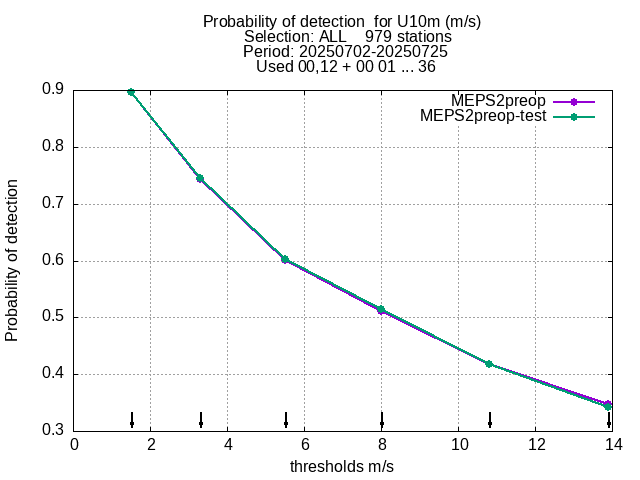 Probability of detection  for U10m (m/s)
Selection: ALL    979 stations
Period: 20250702-20250725
Used 00,12 + 00 01 ... 36
MEPS2preop
MEPS2preop-test
Probability of detection
0.9
0.8
0.7
0.6
0.5
0.4
0.3
0 2 4 6 8 10 12 14
thresholds m/s